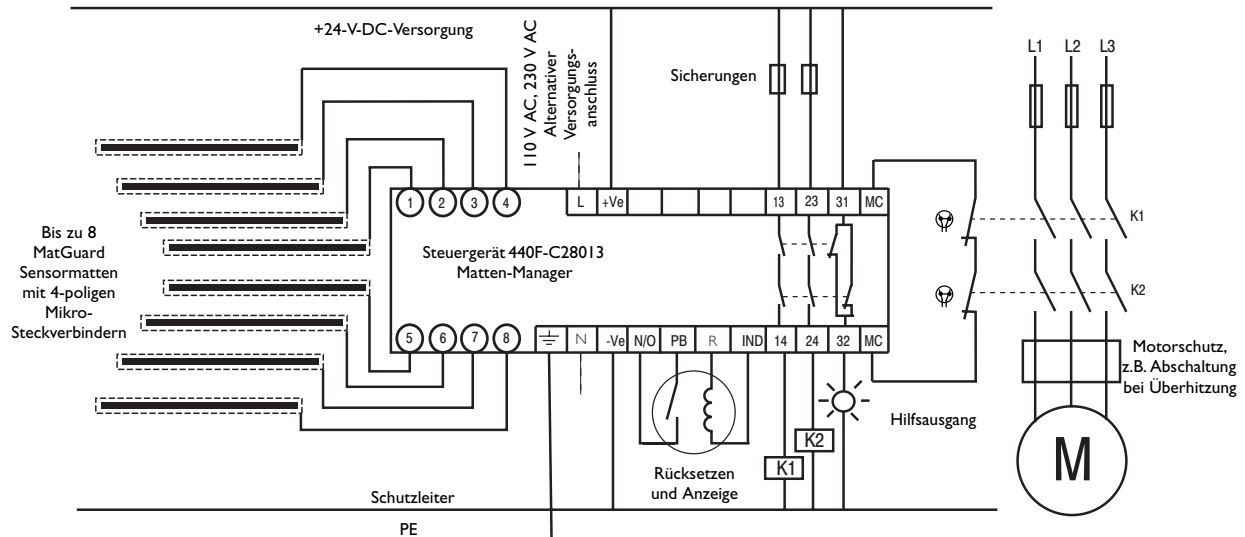 +24-V-DC-Versorgung
110 V AC, 230 V AC
Alternativer
Versorgungs-
anschluss
Sicherungen
L1 L2 L3
1 2 3 4 L +Ve 13 23 31 MC
Bis zu 8
MatGuard
Sensormatten
mit 4-poligen
Mikro-
Steckverbindern
Steuergerät 440F-C28013
Matten-Manager
K1
K2
5 6 7 8 N -Ve N/O PB R IND 14 24 32 MC
Motorschutz,
z.B. Abschaltung
bei Überhitzung
Hilfsausgang
K2
K1
M
Rücksetzen
und Anzeige
Schutzleiter
PE